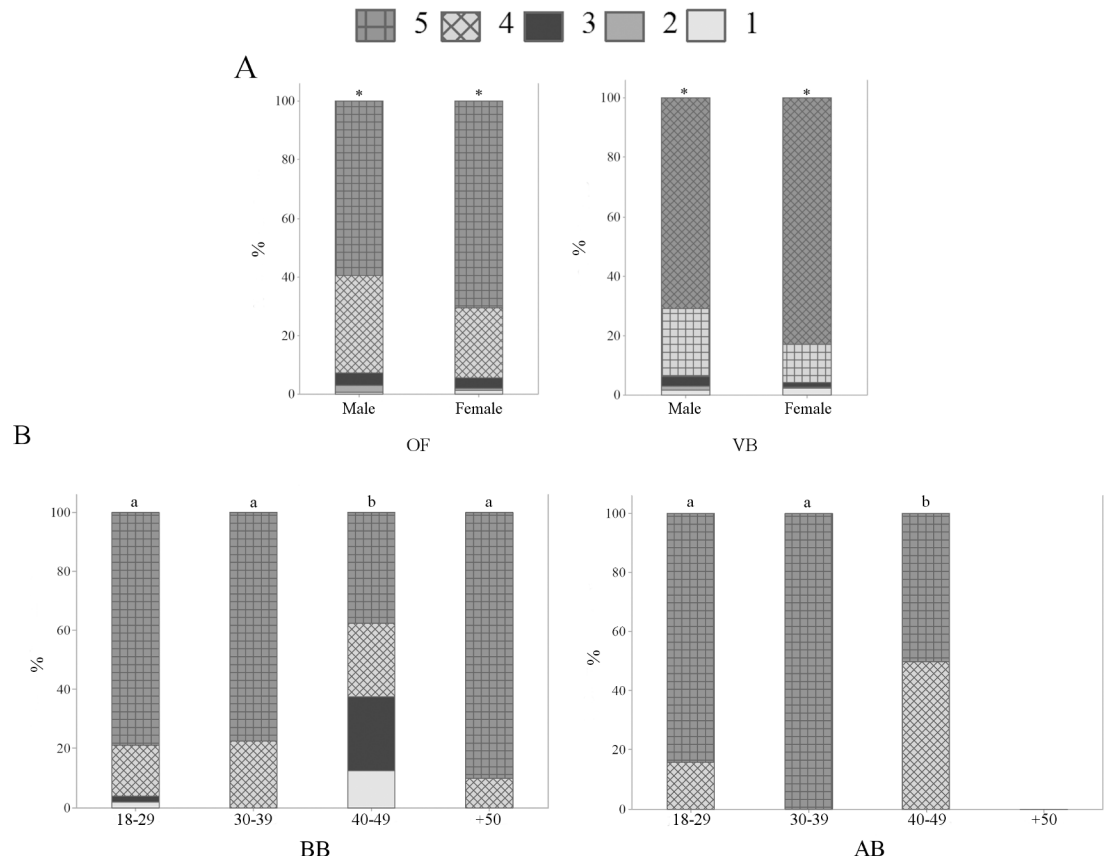 5 4 3 2 1
A
* * * *
100 100
80 80
60 60
% %
40 40
20 20
0 0
Male Female Male Female
OF VB
B
a a b a a a b
100 100
80 80
60 60
% %
40 40
20 20
0 0
18-29 30-39 40-49 +50 18-29 30-39 40-49 +50
BB AB